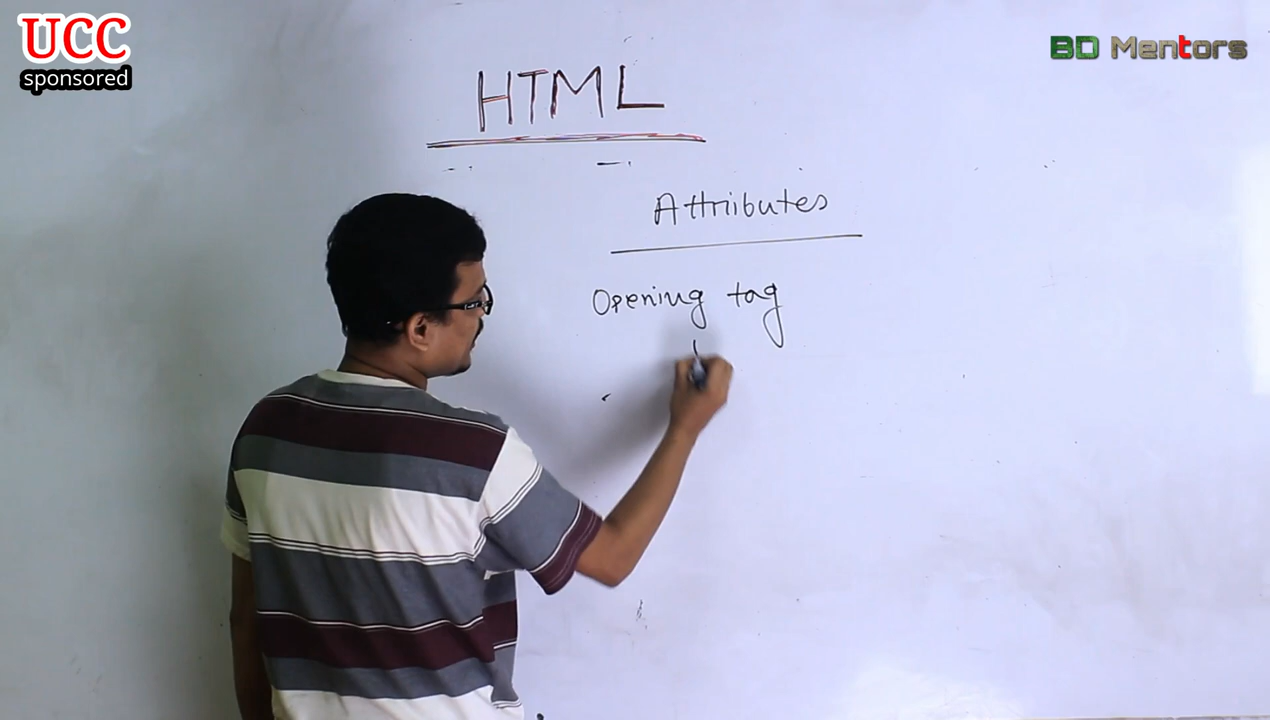 UCC
sponsored
BD Mentors
HTML
Attributes
Opening tag